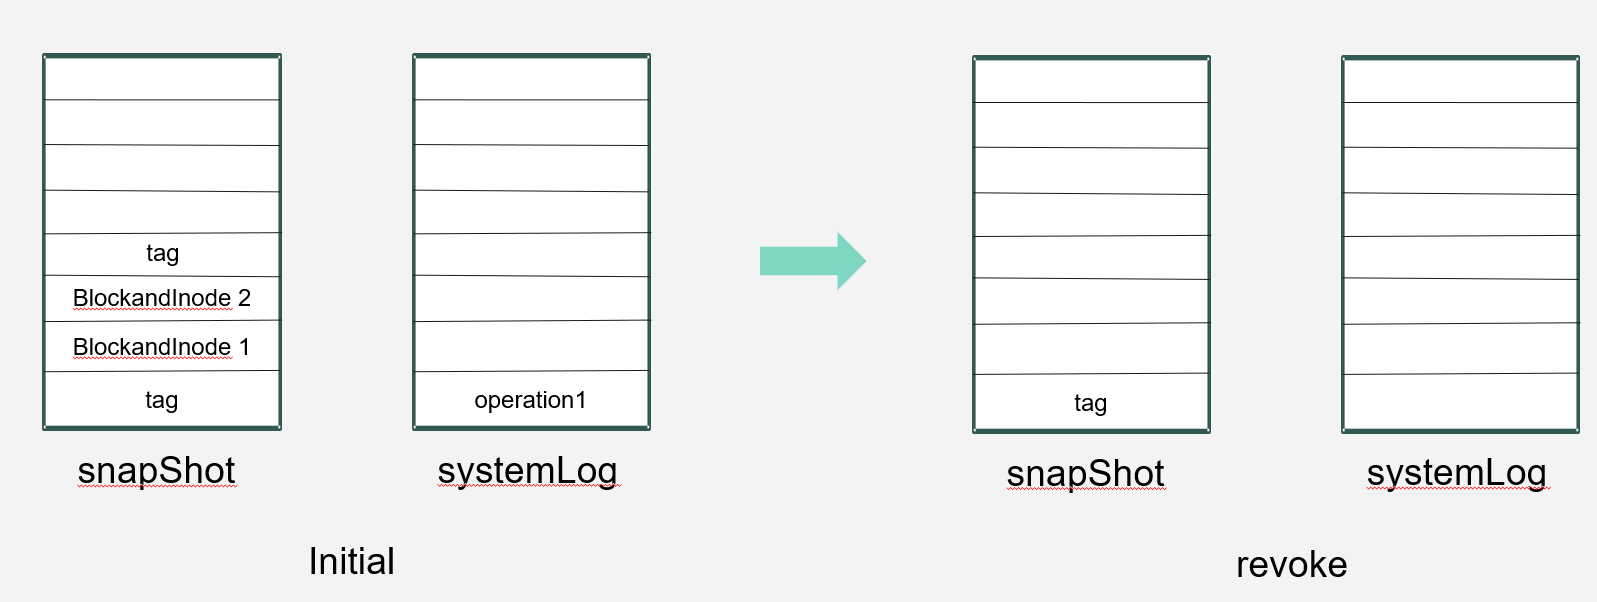 tag
BlockandInode 2
BlockandInode 1
tag
snapShot
operation1
systemLog
Initial
tag
snapShot
systemLog
revoke